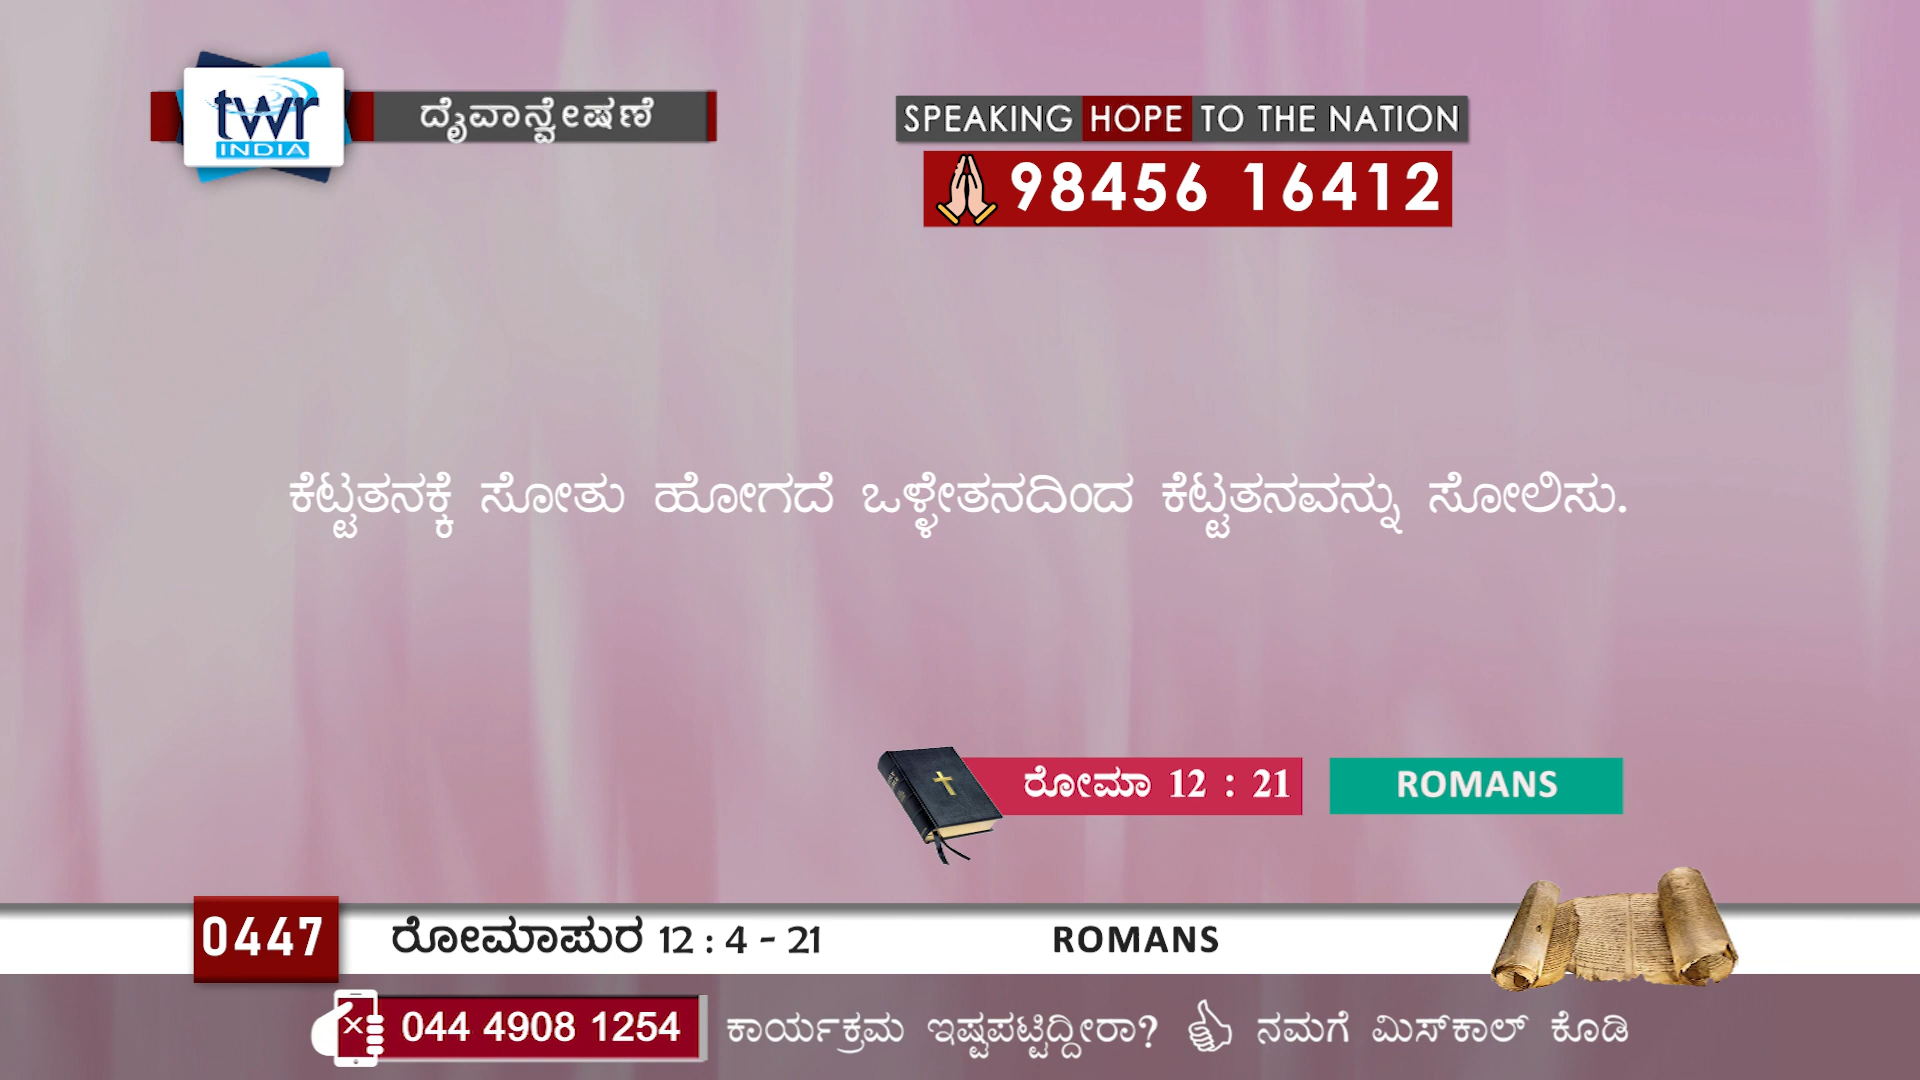 twr
INDIA
ದೈವಾನ್ವೇಷಣೆ
SPEAKING HOPE TO THE NATION
98456 16412
ಕೆಟ್ಟತನಕ್ಕೆ ಸೋತು ಹೋಗದೆ ಒಳ್ಳೇತನದಿಂದ ಕೆಟ್ಟತನವನ್ನು ಸೋಲಿಸು.
ರೋಮಾ 12 : 21
ROMANS
0447
ರೋಮಾಪುರ 12 : 4 - 21
ROMANS
044 4908 1254
ಕಾರ್ಯಕ್ರಮ ಇಷ್ಟಪಟ್ಟಿದ್ದೀರಾ? ನಮಗೆ ಮಿಸ್‌ಕಾಲ್ ಕೊಡಿ